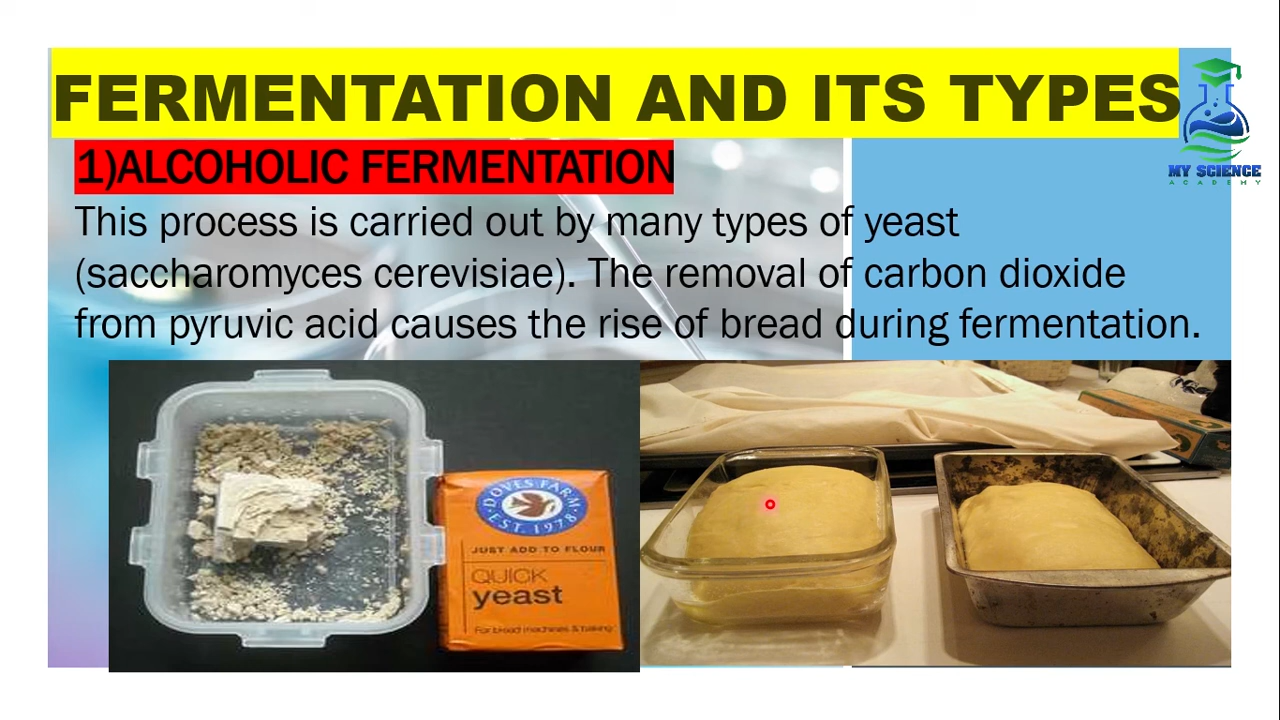 FERMENTATION AND ITS TYPES
MY SCIENCE
ACADEMY
1)ALCOHOLIC FERMENTATION
This process is carried out by many types of yeast
(saccharomyces cerevisiae). The removal of carbon dioxide
from pyruvic acid causes the rise of bread during fermentation.
DOVES FARM
EST. 1978
JUST ADD TO FLOUR
QUICK
yeast
For bread machines & baking